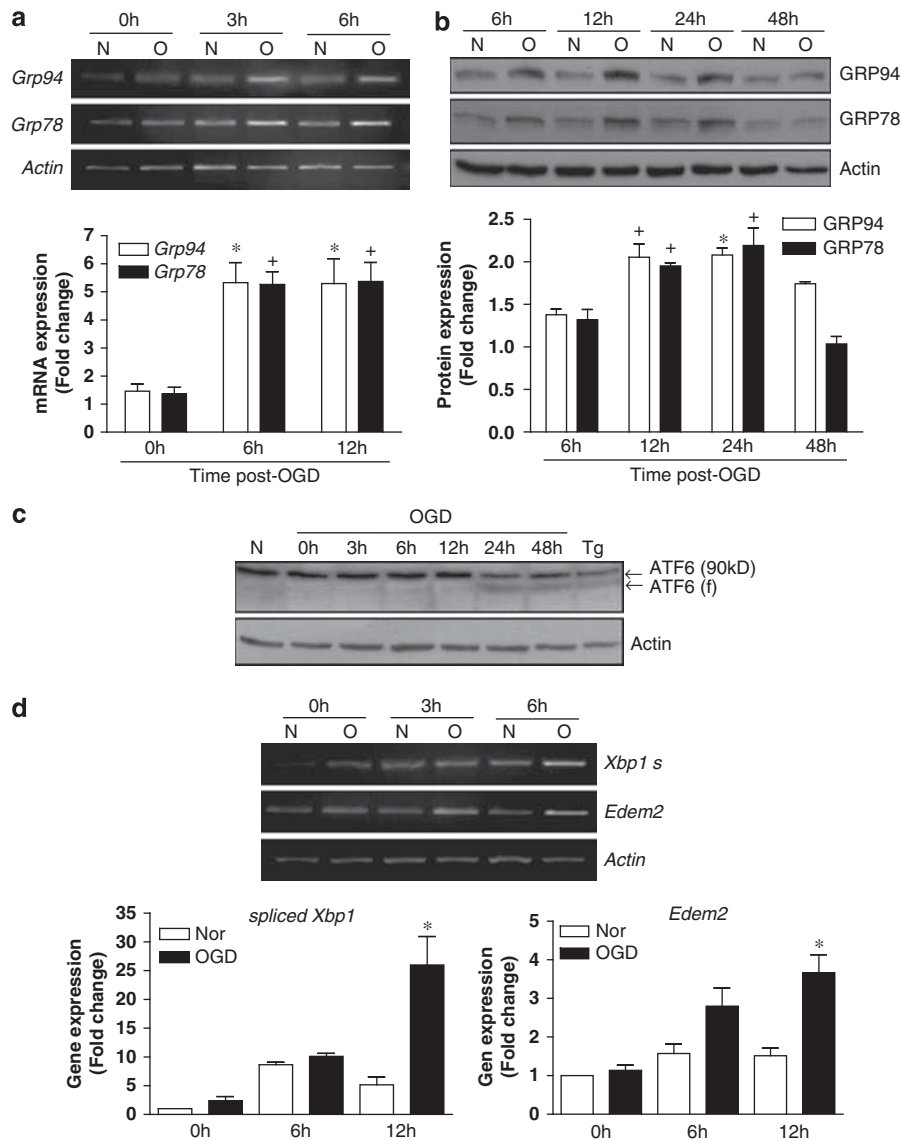 a
0h 3h 6h
N O N O N O
Grp94
Grp78
Actin
7
6
5
4
3
2
1
0
mRNA expression
(Fold change)
Grp94
Grp78
* + * +
0h 6h 12h
Time post-OGD
b
6h 12h 24h 48h
N O N O N O N O
GRP94
GRP78
Actin
2.5
2.0
1.5
1.0
0.5
0.0
Protein expression
(Fold change)
GRP94
GRP78
+ + * +
6h 12h 24h 48h
Time post-OGD
c
OGD
N 0h 3h 6h 12h 24h 48h Tg
← ATF6 (90kD)
← ATF6 (f)
Actin
d
0h 3h 6h
N O N O N O
Xbp1 s
Edem2
Actin
spliced Xbp1
35
30
25
20
15
10
5
0
Gene expression
(Fold change)
Nor
OGD
*
0h 6h 12h
Edem2
5
4
3
2
1
0
Gen expression
(Fold change)
Nor
OGD
*
0h 6h 12h